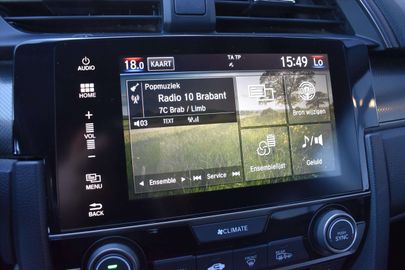 AUDIO
18.0 KAART
TA TP
15:49 Lo
HOME
Popmuziek
Radio 10 Brabant
7C Brab / Limb
03 TEXT
Bron wijzigen
+
VOL
−
Ensemblelijst
Geluid
Ensemble
Service
MENU
BACK
CLIMATE
PUSH
SYNC